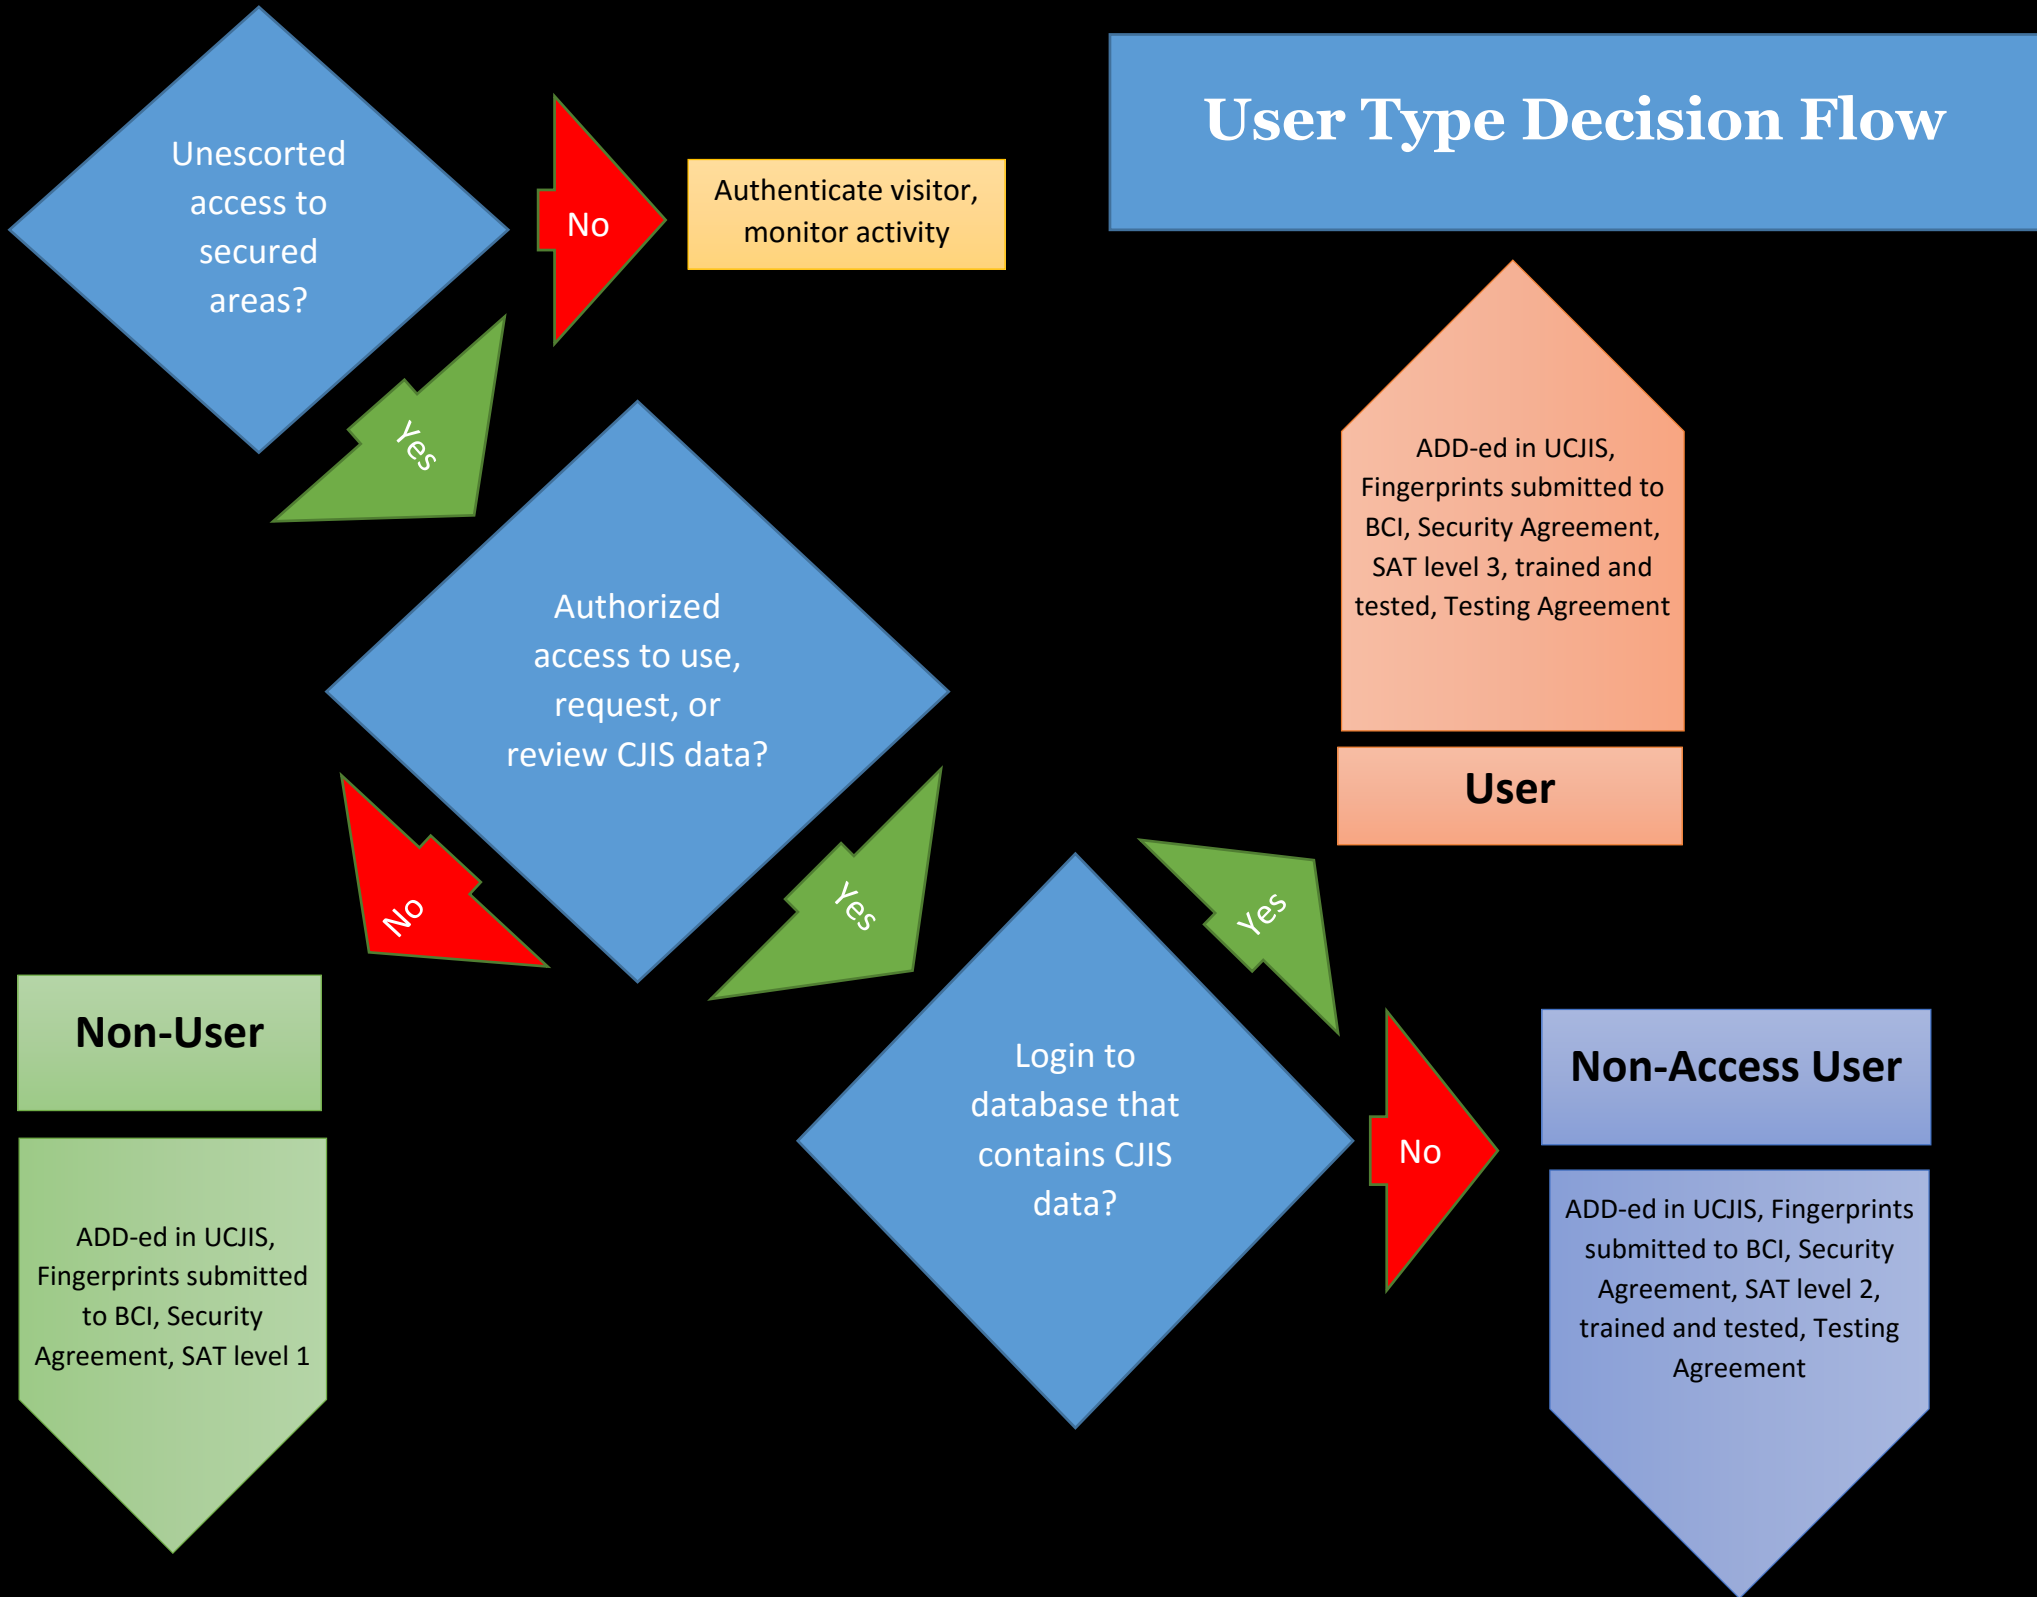 User Type Decision Flow
Unescorted
access to
secured
areas?
No
Authenticate visitor,
monitor activity
Yes
Authorized
access to use,
request, or
review CJIS data?
No
Non-User
ADD-ed in UCJIS,
Fingerprints submitted
to BCI, Security
Agreement, SAT level 1
Yes
Login to
database that
contains CJIS
data?
Yes
User
ADD-ed in UCJIS,
Fingerprints submitted to
BCI, Security Agreement,
SAT level 3, trained and
tested, Testing Agreement
No
Non-Access User
ADD-ed in UCJIS, Fingerprints
submitted to BCI, Security
Agreement, SAT level 2,
trained and tested, Testing
Agreement